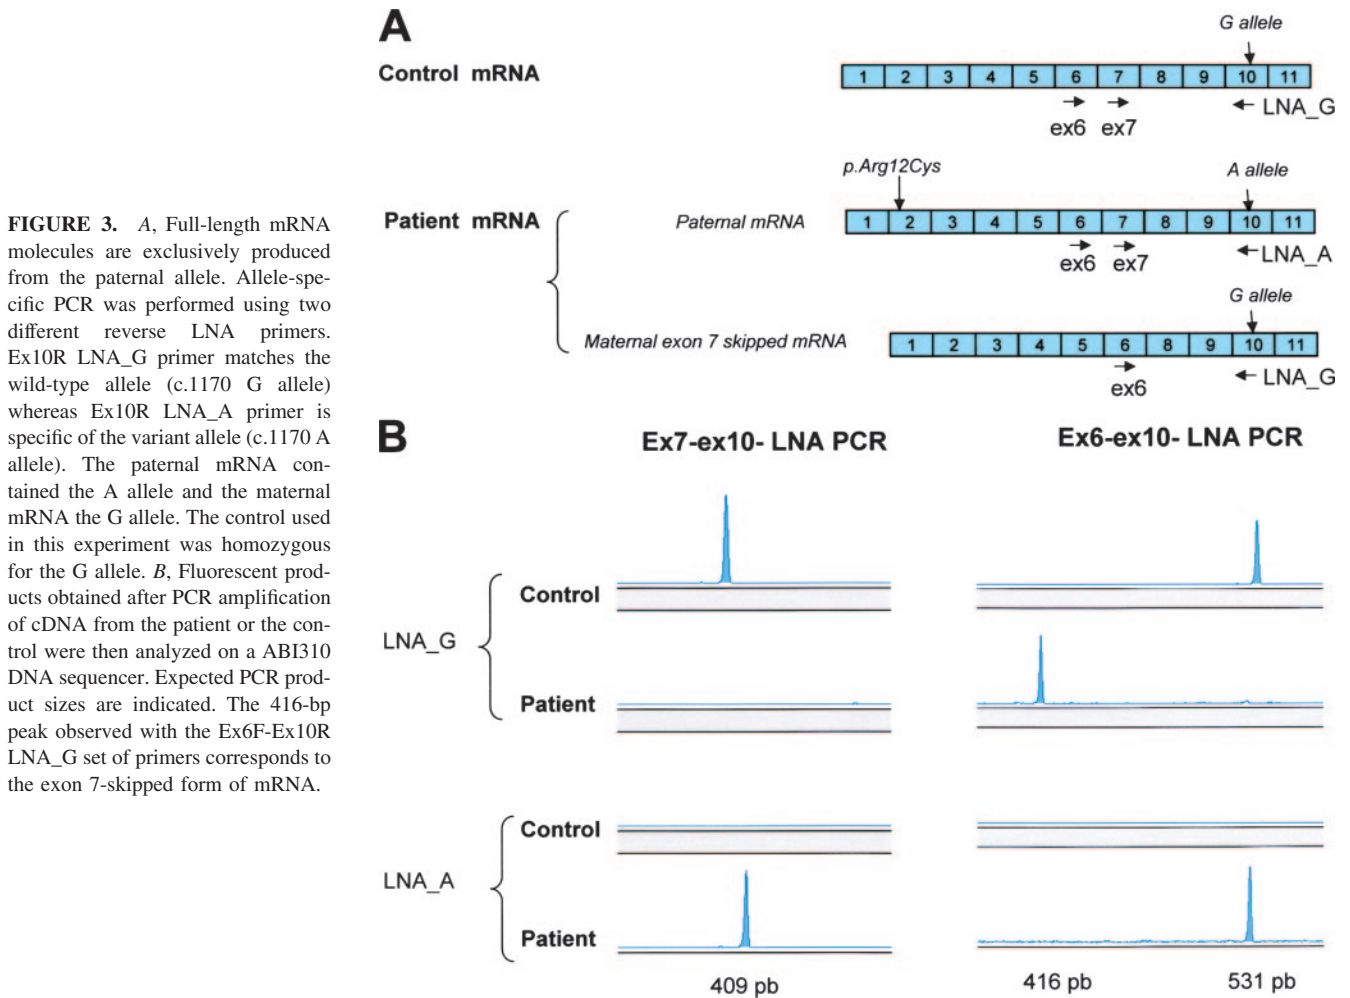 FIGURE 3. A, Full-length mRNA
molecules are exclusively produced
from the paternal allele. Allele-spe-
cific PCR was performed using two
different reverse LNA primers.
Ex10R LNA_G primer matches the
wild-type allele (c.1170 G allele)
whereas Ex10R LNA_A primer is
specific of the variant allele (c.1170 A
allele). The paternal mRNA con-
tained the A allele and the maternal
mRNA the G allele. The control used
in this experiment was homozygous
for the G allele. B, Fluorescent prod-
ucts obtained after PCR amplification
of cDNA from the patient or the con-
trol were then analyzed on a ABI310
DNA sequencer. Expected PCR prod-
uct sizes are indicated. The 416-bp
peak observed with the Ex6F-Ex10R
LNA_G set of primers corresponds to
the exon 7-skipped form of mRNA.
A
G allele
Control mRNA
1 2 3 4 5 6 7 8 9 10 11
LNA_G
ex6 ex7
p.Arg12Cys
A allele
Patient mRNA
Paternal mRNA
1 2 3 4 5 6 7 8 9 10 11
LNA_A
ex6 ex7
G allele
Maternal exon 7 skipped mRNA
1 2 3 4 5 6 8 9 10 11
LNA_G
ex6
B
Ex7-ex10- LNA PCR
Ex6-ex10- LNA PCR
Control
LNA_G
Patient
Control
LNA_A
Patient
409 pb
416 pb
531 pb